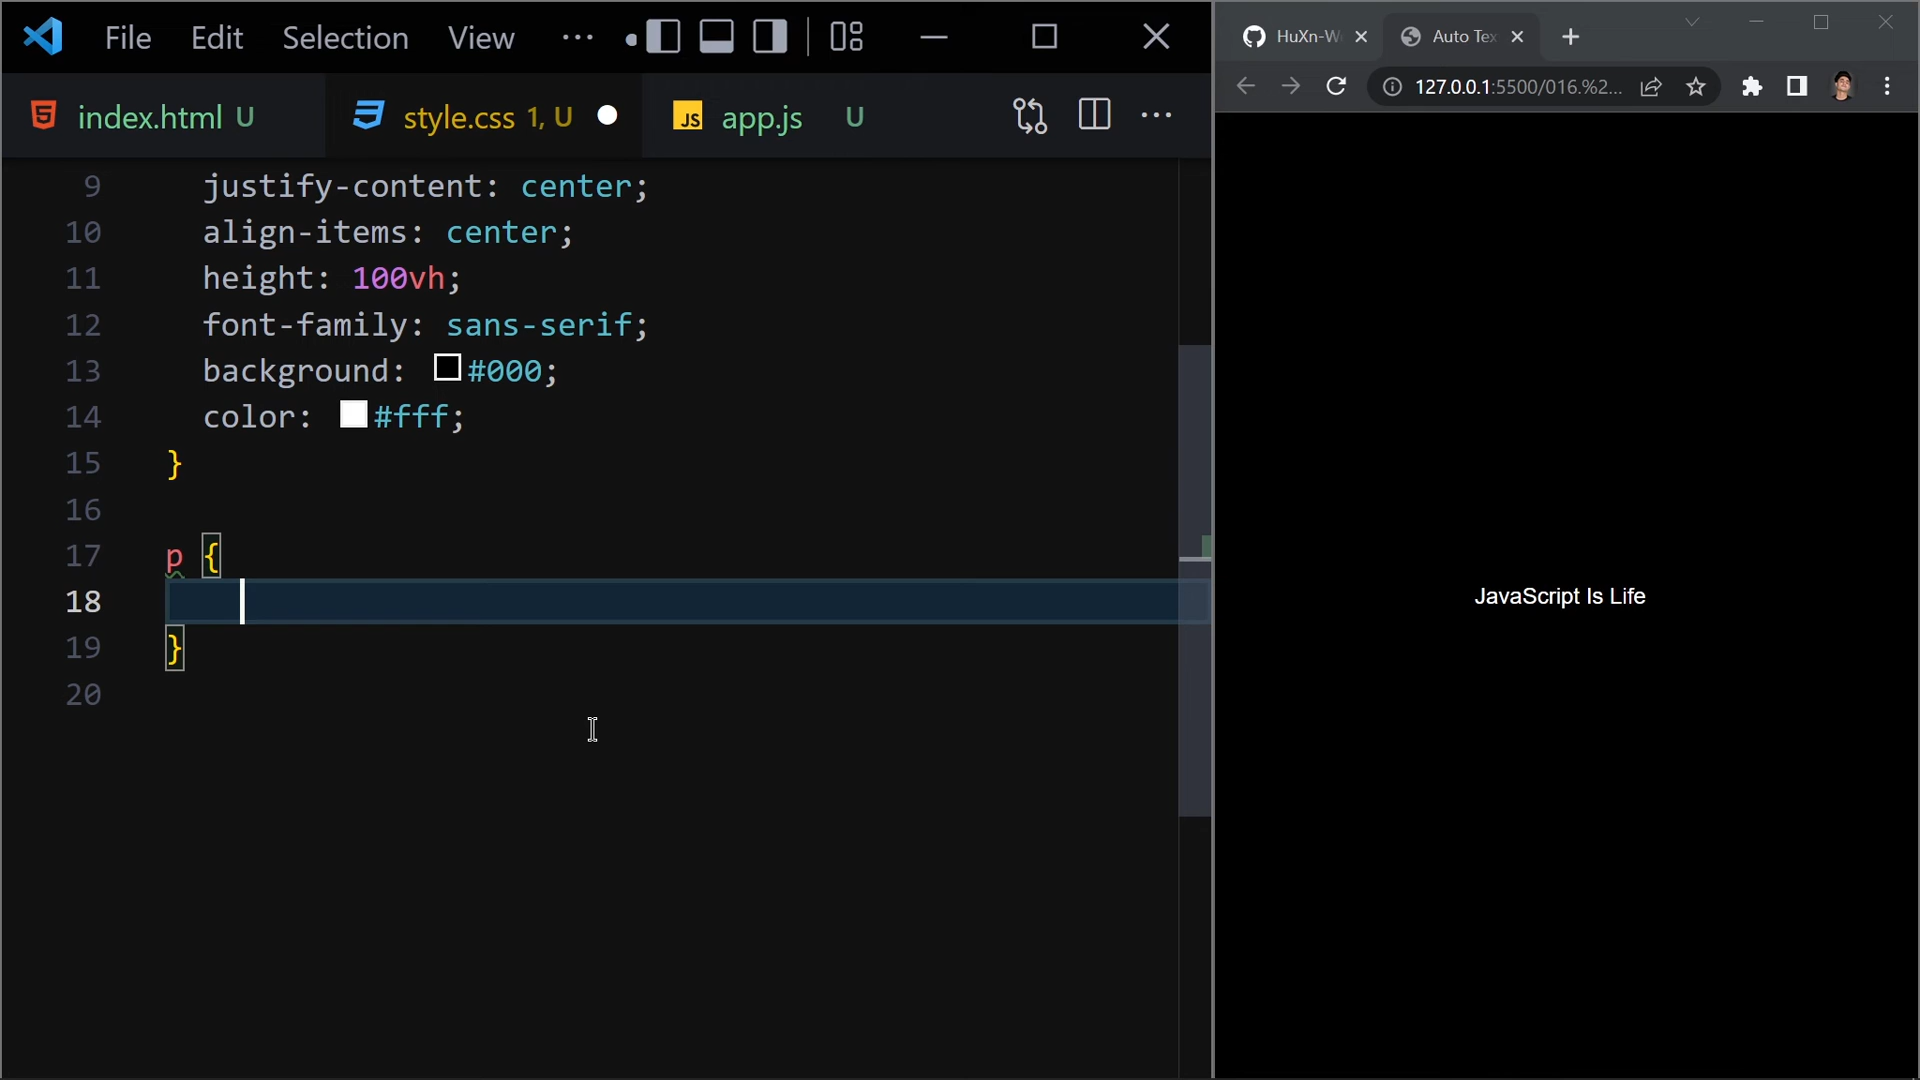 File Edit Selection View ...
index.html U style.css 1, U app.js U
9 justify-content: center;
10 align-items: center;
11 height: 100vh;
12 font-family: sans-serif;
13 background: #000;
14 color: #fff;
15 }
16
17 p {
18
19 }
20
HuXn-W
Auto Tex
127.0.0.1:5500/016.%2...
JavaScript Is Life